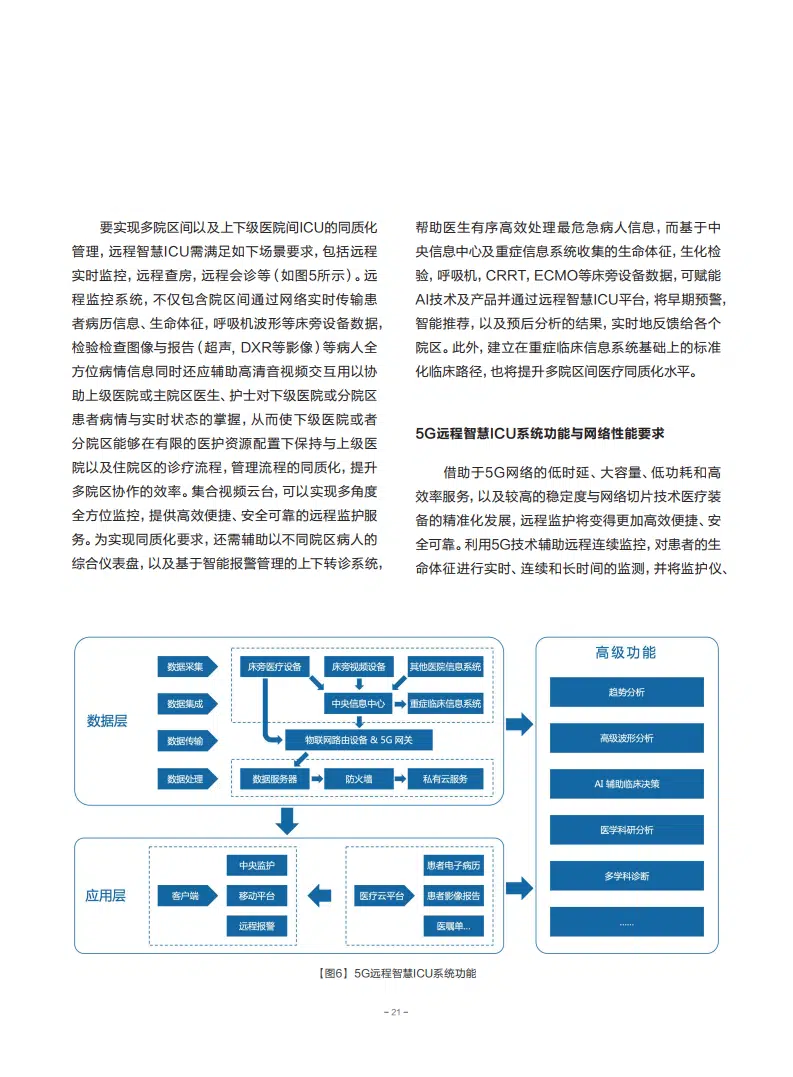 要实现多院区间以及上下级医院间ICU的同质化
管理，远程智慧ICU需满足如下场景要求，包括远程
实时监控，远程查房，远程会诊等（如图5所示）。远
程监控系统，不仅包含院区间通过网络实时传输患
者病历信息、生命体征，呼吸机波形等床旁设备数据，
检验检查图像与报告（超声，DXR等影像）等病人全
方位病情信息同时还应辅助高清音视频交互用以协
助上级医院或主院区医生、护士对下级医院或分院区
患者病情与实时状态的掌握，从而使下级医院或者
分院区能够在有限的医护资源配置下保持与上级医
院以及住院区的诊疗流程，管理流程的同质化，提升
多院区协作的效率。集合视频云台，可以实现多角度
全方位监控，提供高效便捷、安全可靠的远程监护服
务。为实现同质化要求，还需辅助以不同院区病人的
综合仪表盘，以及基于智能报警管理的上下转诊系统，
帮助医生有序高效处理最危急病人信息，而基于中
央信息中心及重症信息系统收集的生命体征，生化检
验，呼吸机，CRRT，ECMO等床旁设备数据，可赋能
AI技术及产品并通过远程智慧ICU平台，将早期预警，
智能推荐，以及预后分析的结果，实时地反馈给各个
院区。此外，建立在重症临床信息系统基础上的标准
化临床路径，也将提升多院区间医疗同质化水平。
5G远程智慧ICU系统功能与网络性能要求
借助于5G网络的低时延、大容量、低功耗和高
效率服务，以及较高的稳定度与网络切片技术医疗装
备的精准化发展，远程监护将变得更加高效便捷、安
全可靠。利用5G技术辅助远程连续监控，对患者的生
命体征进行实时、连续和长时间的监测，并将监护仪、
数据层
数据采集
床旁医疗设备
床旁视频设备
其他医院信息系统
数据集成
中央信息中心
重症临床信息系统
数据传输
物联网路由设备 & 5G 网关
数据处理
数据服务器
防火墙
私有云服务
应用层
客户端
中央监护
移动平台
远程报警
医疗云平台
患者电子病历
患者影像报告
医嘱单...
高级功能
趋势分析
高级波形分析
AI 辅助临床决策
医学科研分析
多学科诊断
......
【图6】5G远程智慧ICU系统功能
– 21 –